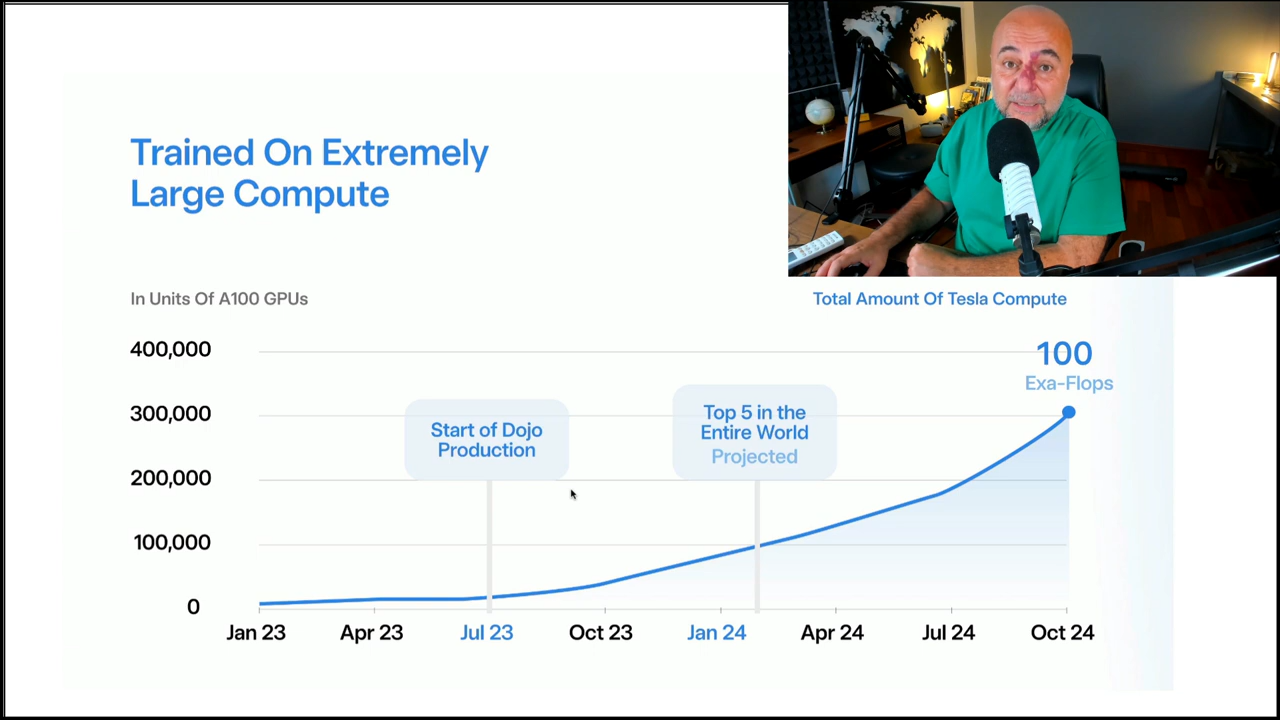 Trained On Extremely
Large Compute
In Units Of A100 GPUs
Total Amount Of Tesla Compute
400,000
300,000
200,000
100,000
0
100
Exa-Flops
Start of Dojo
Production
Top 5 in the
Entire World
Projected
Jan 23
Apr 23
Jul 23
Oct 23
Jan 24
Apr 24
Jul 24
Oct 24